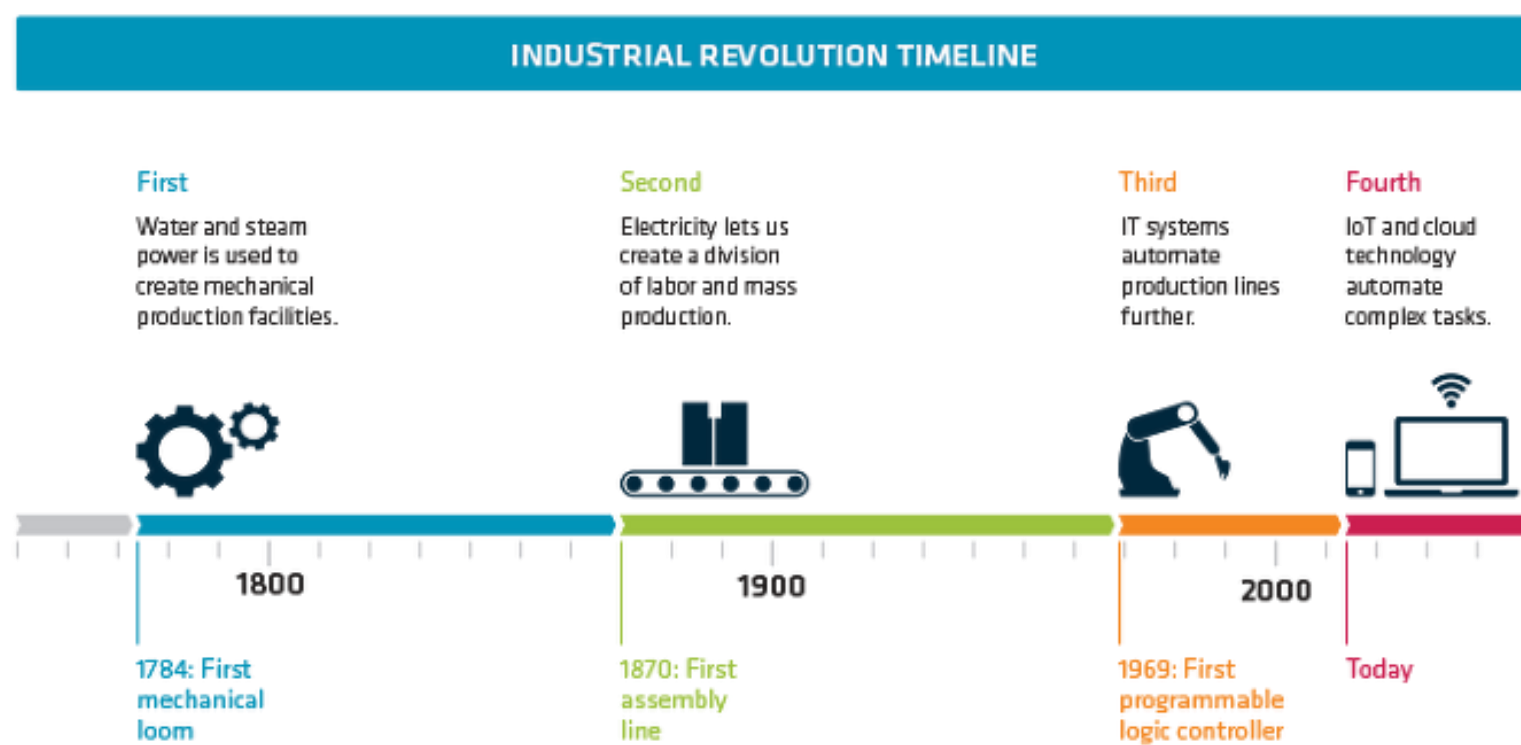 INDUSTRIAL REVOLUTION TIMELINE
First
Water and steam
power is used to
create mechanical
production facilities.
Second
Electricity lets us
create a division
of labor and mass
production.
Third
IT systems
automate
production lines
further.
Fourth
IoT and cloud
technology
automate
complex tasks.
1800
1900
2000
1784: First
mechanical
loom
1870: First
assembly
line
1969: First
programmable
logic controller
Today